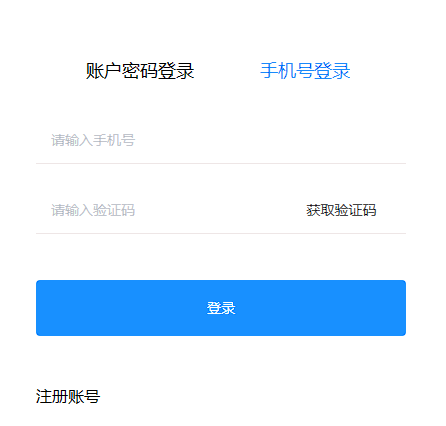 账户密码登录 手机号登录
请输入手机号
请输入验证码 获取验证码
登录
注册账号